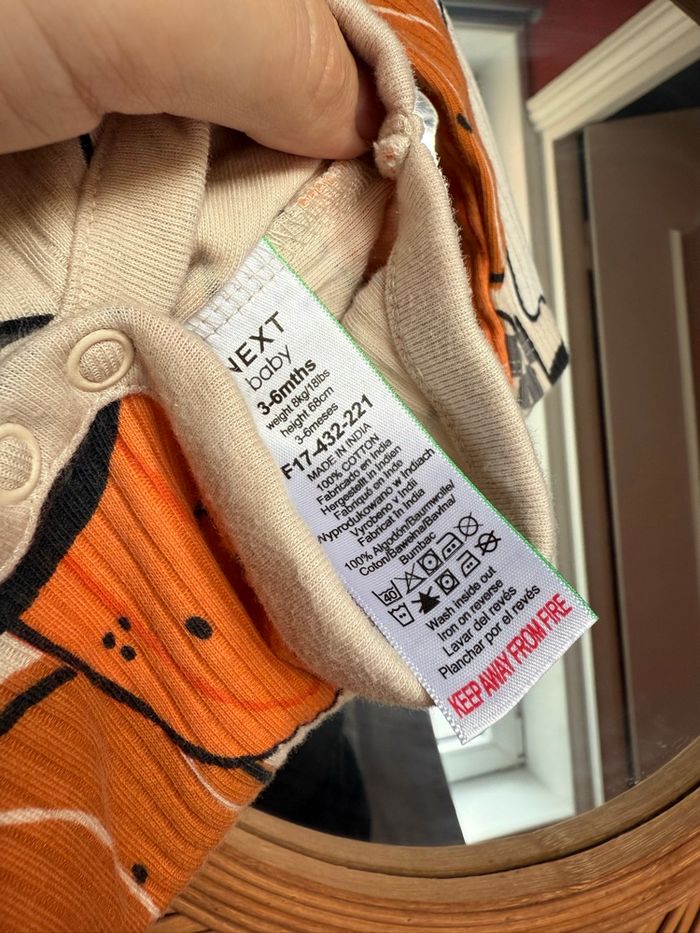 NEXT
baby
3-6mths
weight 8kg/18lbs
height 68cm
3-6meses
F17-432-221
MADE IN INDIA
100% COTTON
Fabricado en India
Hergestellt in Indien
Fabriqué en Inde
Wyprodukowano w Indiach
Vyrobeno v Indii
Fabricat în India
100% Algodón/Baumwolle/
Coton/Bawełna/Bavlna/
Bumbac
40
Wash inside out
Iron on reverse
Lavar del revés
Planchar por el revés
KEEP AWAY FROM FIRE